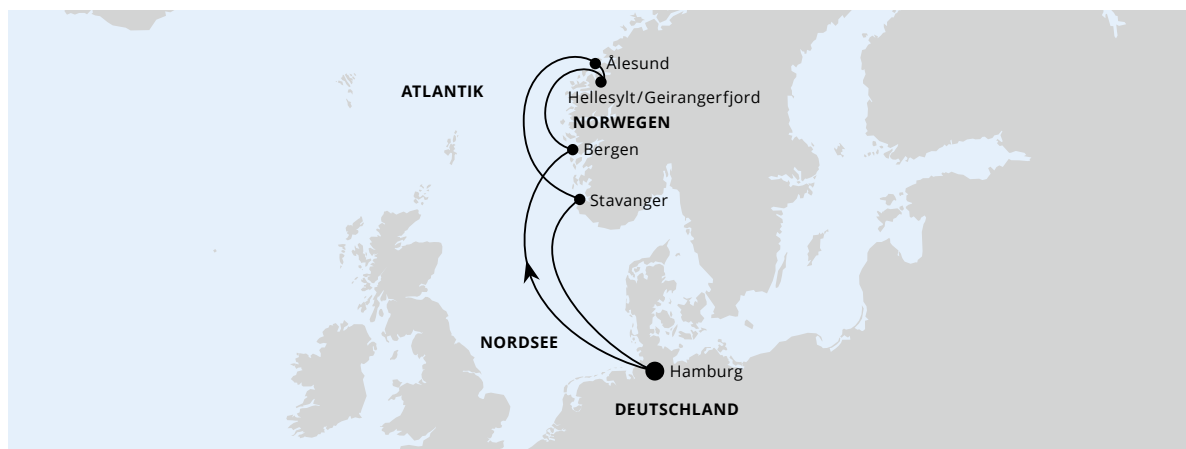 Ålesund
ATLANTIK
Hellesylt/Geirangerfjord
NORWEGEN
Bergen
Stavanger
NORDSEE
Hamburg
DEUTSCHLAND